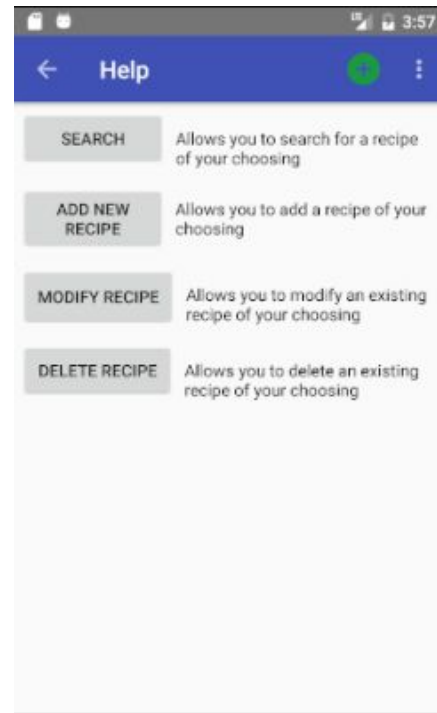 3:57
Help
SEARCH
Allows you to search for a recipe
of your choosing
ADD NEW
RECIPE
Allows you to add a recipe of your
choosing
MODIFY RECIPE
Allows you to modify an existing
recipe of your choosing
DELETE RECIPE
Allows you to delete an existing
recipe of your choosing